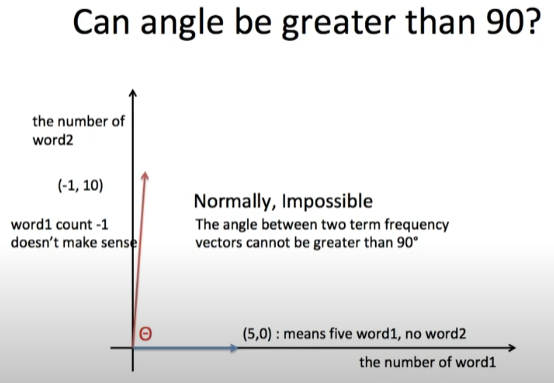 Can angle be greater than 90?
the number of
word2
(-1, 10)
word1 count -1
doesn't make sense
Normally, Impossible
The angle between two term frequency
vectors cannot be greater than 90°
Θ
(5,0) : means five word1, no word2
the number of word1